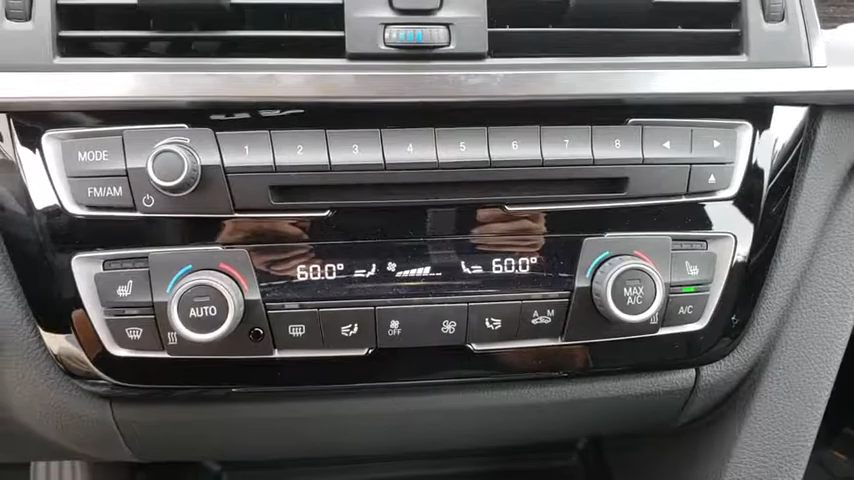 MODE 1 2 3 4 5 6 7 8
FM/AM
60.0° 60.0°
AUTO OFF MAX A/C A/C
A M